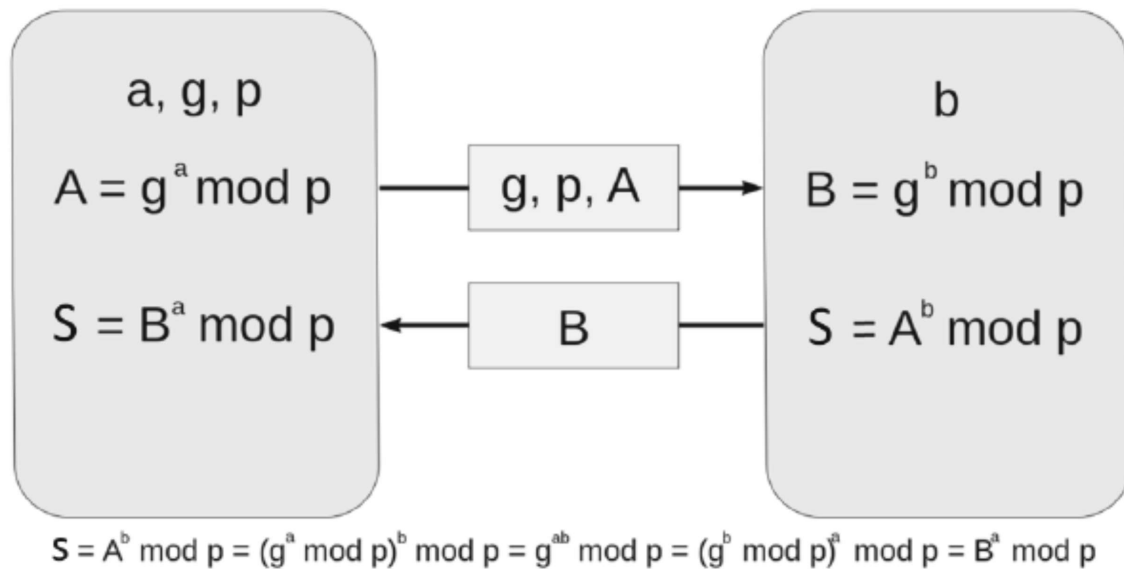 a, g, p
A = g^a mod p
S = B^a mod p
g, p, A
B
b
B = g^b mod p
S = A^b mod p
S = A^b mod p = (g^a mod p)^b mod p = g^ab mod p = (g^b mod p)^a mod p = B^a mod p